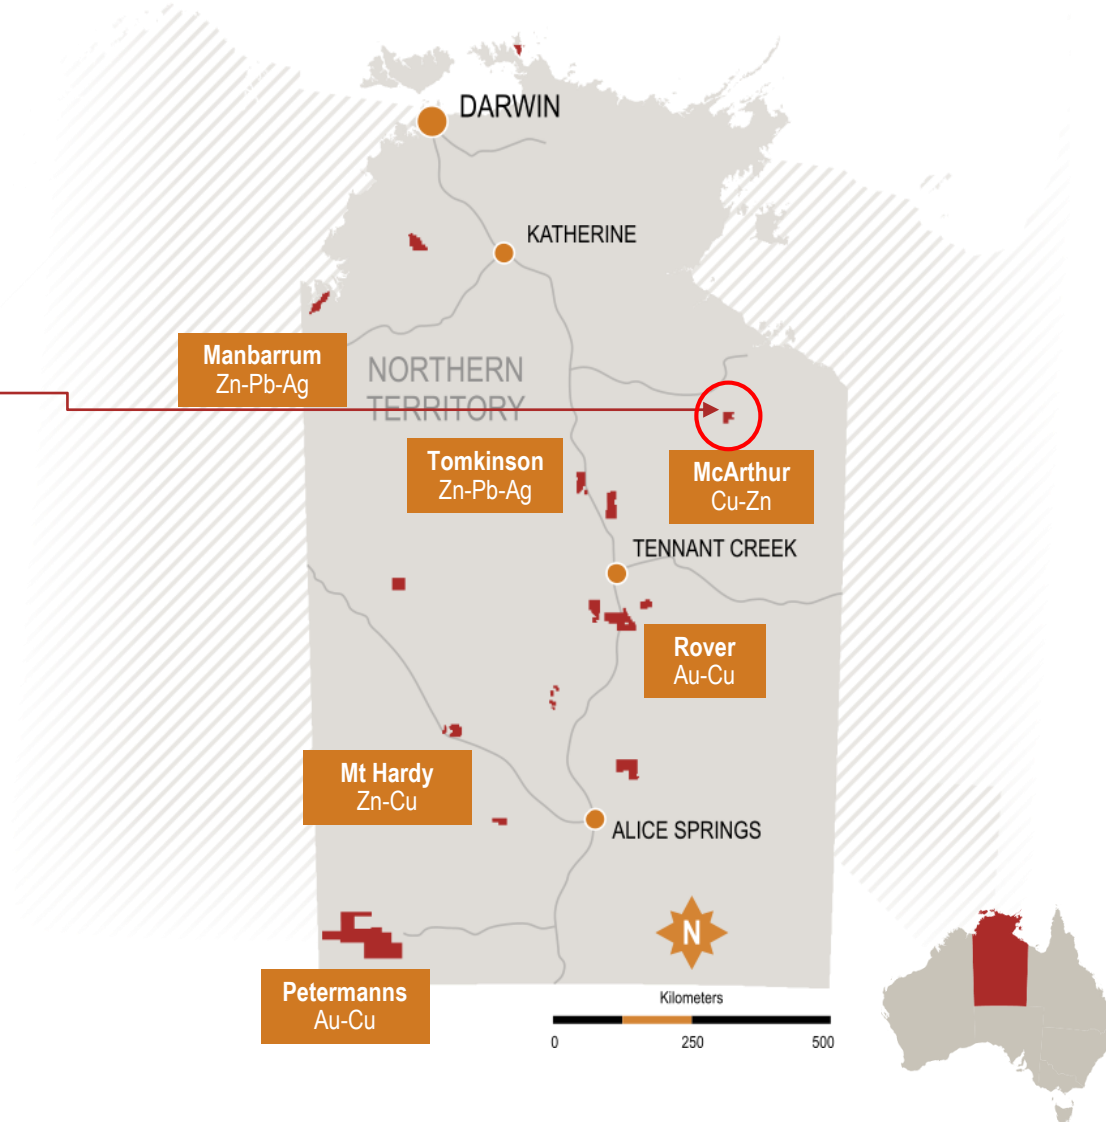 DARWIN
KATHERINE
Manbarrum
Zn-Pb-Ag
NORTHERN
TERRITORY
Tomkinson
Zn-Pb-Ag
McArthur
Cu-Zn
TENNANT CREEK
Rover
Au-Cu
Mt Hardy
Zn-Cu
ALICE SPRINGS
N
Petermanns
Au-Cu
Kilometers
0 250 500